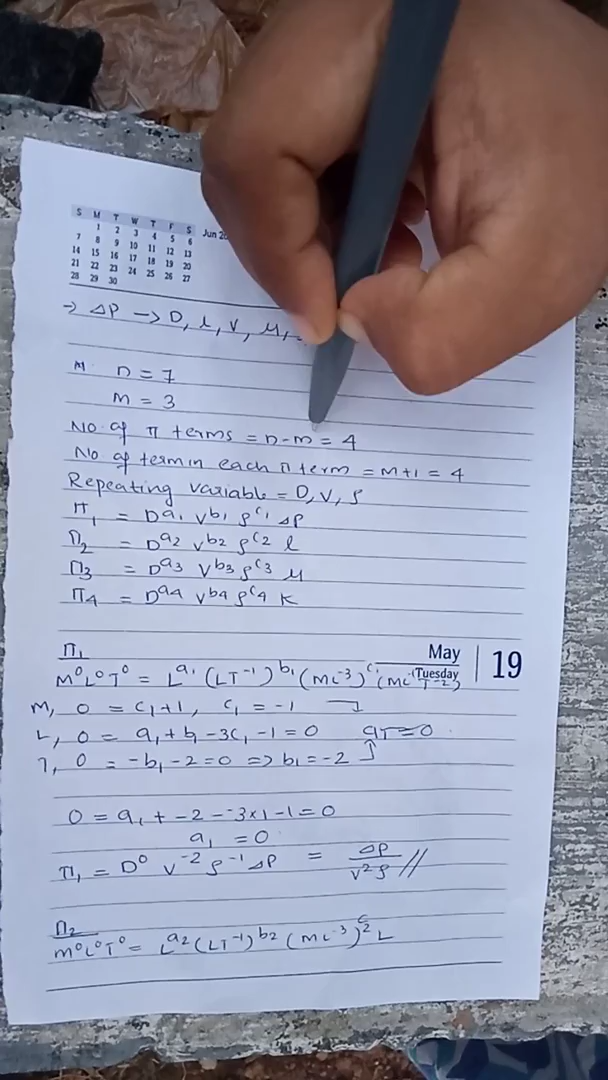 S M T W T F S
1 2 3 4 5 6
7 8 9 10 11 12 13
14 15 16 17 18 19 20
21 22 23 24 25 26 27
28 29 30
Jun 20
→ ΔP → D, l, V, μ,
n = 7
m = 3
No. of π terms = n-m = 4
No of term in each π term = m+1 = 4
Repeating variable = D, V, ρ
Π₁ = D^a₁ V^b₁ ρ^c₁ ΔP
Π₂ = D^a₂ V^b₂ ρ^c₂ l
Π₃ = D^a₃ V^b₃ ρ^c₃ μ
Π₄ = D^a₄ V^b₄ ρ^c₄ K
May
19
Tuesday
Π₁
M⁰L⁰T⁰ = L^a₁ (LT⁻¹)^b₁ (ML⁻³)^c₁ (ML⁻¹T⁻²)
M, 0 = c₁+1, c₁ = -1
L, 0 = a₁+b₁-3c₁-1 = 0 a₁ = 0
T, 0 = -b₁-2 = 0 ⇒ b₁ = -2
0 = a₁ + -2 - -3×1-1 = 0
a₁ = 0
Π₁ = D⁰ V⁻² ρ⁻¹ ΔP = ΔP / V²ρ //
Π₂
M⁰L⁰T⁰ = L^a₂ (LT⁻¹)^b₂ (ML⁻³)^c₂ L